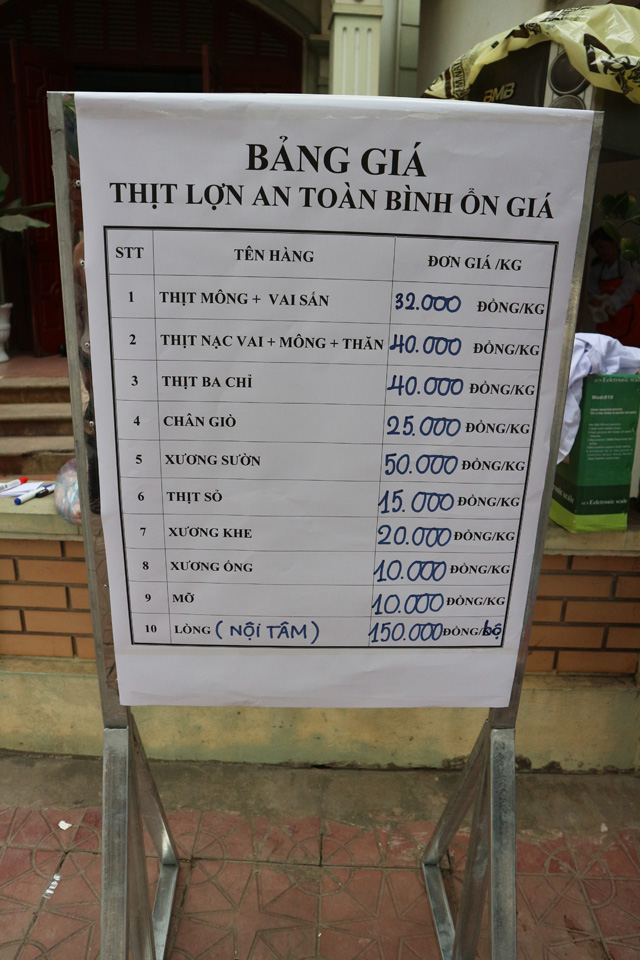 BMB
BẢNG GIÁ
THỊT LỢN AN TOÀN BÌNH ỔN GIÁ
STT TÊN HÀNG ĐƠN GIÁ /KG
1 THỊT MÔNG + VAI SẤN 32.000 ĐỒNG/KG
2 THỊT NẠC VAI + MÔNG + THĂN 40.000 ĐỒNG/KG
3 THỊT BA CHỈ 40.000 ĐỒNG/KG
4 CHÂN GIÒ 25.000 ĐỒNG/KG
5 XƯƠNG SƯỜN 50.000 ĐỒNG/KG
6 THỊT SỎ 15.000 ĐỒNG/KG
7 XƯƠNG KHE 20.000 ĐỒNG/KG
8 XƯƠNG ỐNG 10.000 ĐỒNG/KG
9 MỠ 10.000 ĐỒNG/KG
10 LÒNG (NỘI TÂM) 150.000 ĐỒNG/bộ
Electronic scale